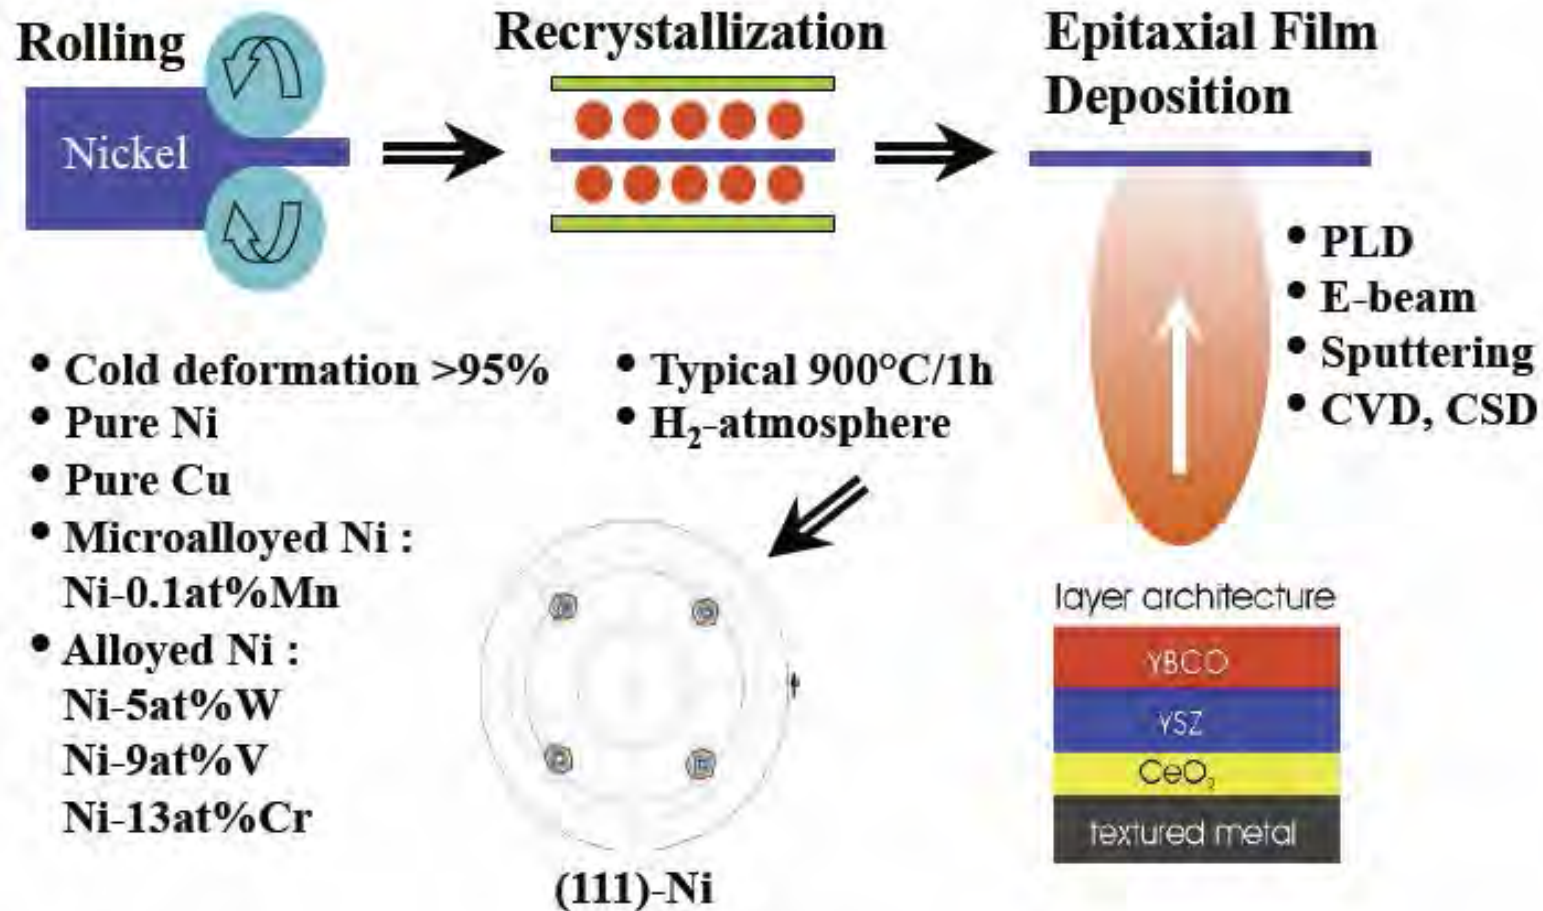 Rolling
Nickel
Recrystallization
Epitaxial Film
Deposition
• PLD
• E-beam
• Sputtering
• CVD, CSD
• Cold deformation >95%
• Pure Ni
• Pure Cu
• Microalloyed Ni :
Ni-0.1at%Mn
• Alloyed Ni :
Ni-5at%W
Ni-9at%V
Ni-13at%Cr
• Typical 900°C/1h
• H₂-atmosphere
(111)-Ni
layer architecture
YBCO
YSZ
CeO₂
textured metal